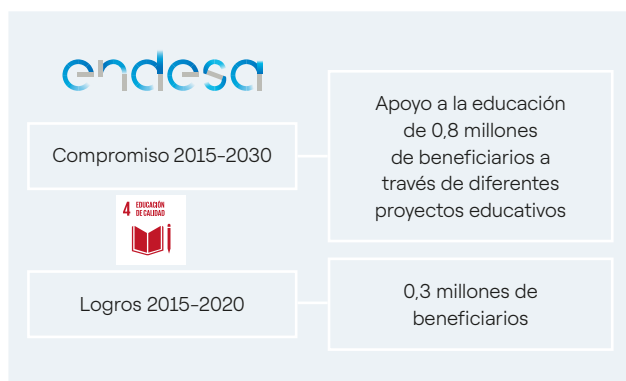 endesa
Compromiso 2015-2030
Apoyo a la educación
de 0,8 millones
de beneficiarios a
través de diferentes
proyectos educativos
4 EDUCACIÓN
DE CALIDAD
Logros 2015-2020
0,3 millones de
beneficiarios